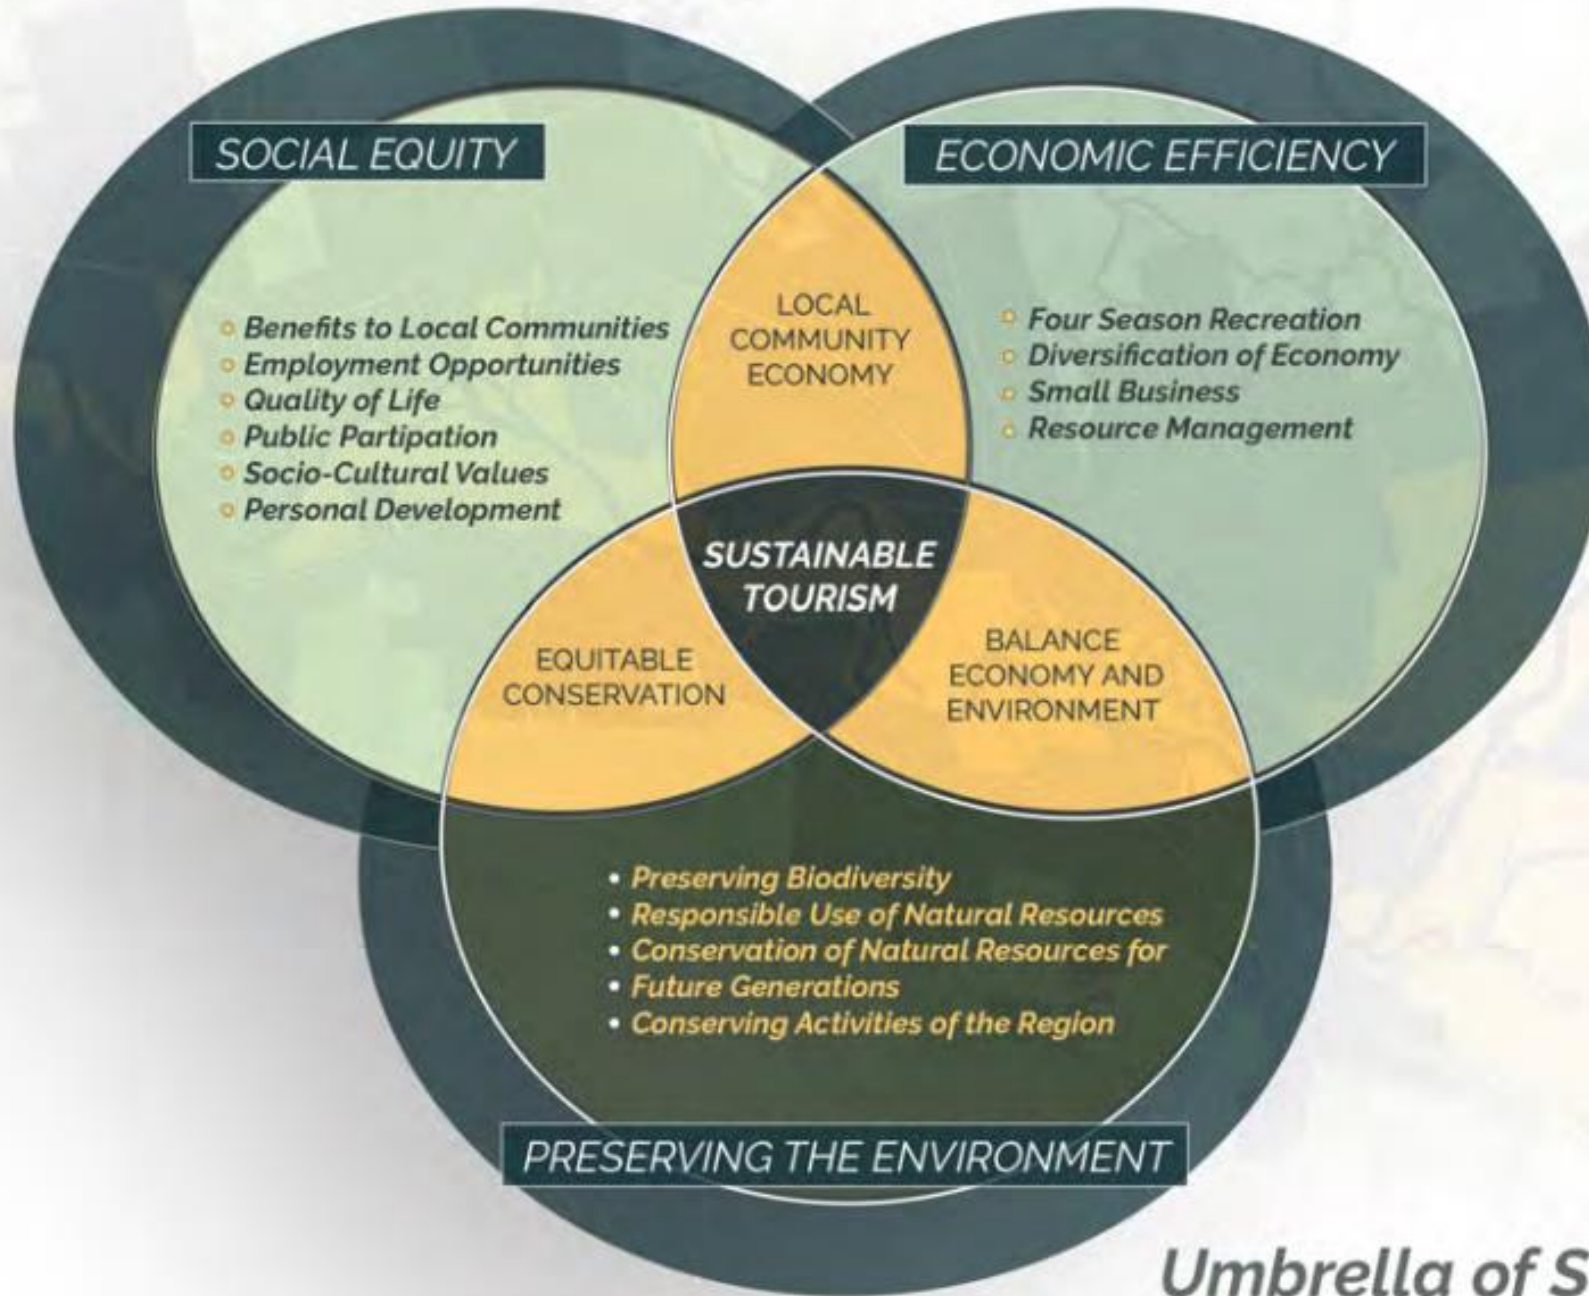 SOCIAL EQUITY
Benefits to Local Communities
Employment Opportunities
Quality of Life
Public Partipation
Socio-Cultural Values
Personal Development
LOCAL
COMMUNITY
ECONOMY
ECONOMIC EFFICIENCY
Four Season Recreation
Diversification of Economy
Small Business
Resource Management
SUSTAINABLE
TOURISM
EQUITABLE
CONSERVATION
BALANCE
ECONOMY AND
ENVIRONMENT
Preserving Biodiversity
Responsible Use of Natural Resources
Conservation of Natural Resources for
Future Generations
Conserving Activities of the Region
PRESERVING THE ENVIRONMENT
Umbrella of